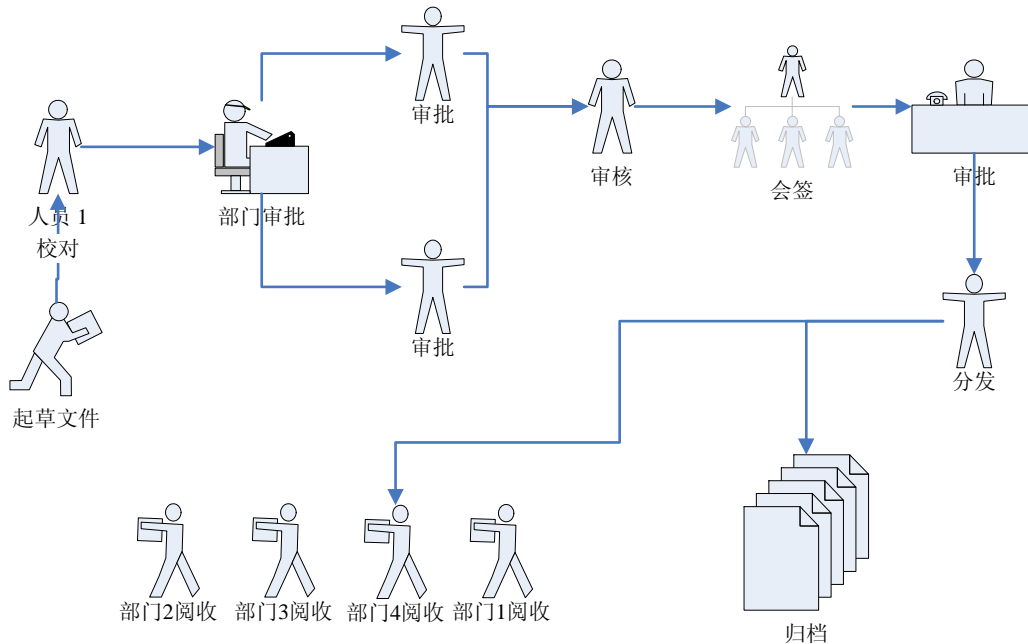 审批
审核
会签
审批
人员 1
校对
部门审批
审批
起草文件
分发
部门2阅收
部门3阅收
部门4阅收
部门1阅收
归档